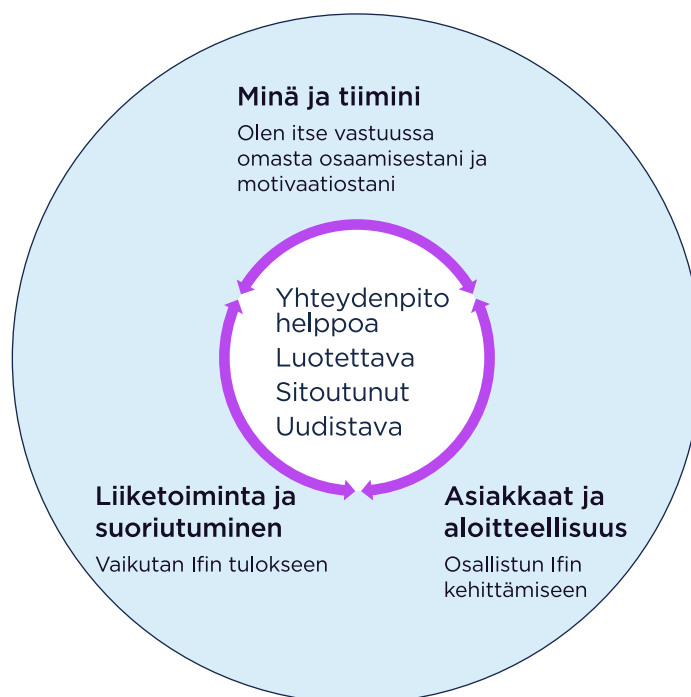 Minä ja tiimini
Olen itse vastuussa
omasta osaamisestani ja
motivaatiostani
Yhteydenpito
helppoa
Luotettava
Sitoutunut
Uudistava
Liiketoiminta ja
suoriutuminen
Vaikutan Ifin tulokseen
Asiakkaat ja
aloitteellisuus
Osallistun Ifin
kehittämiseen